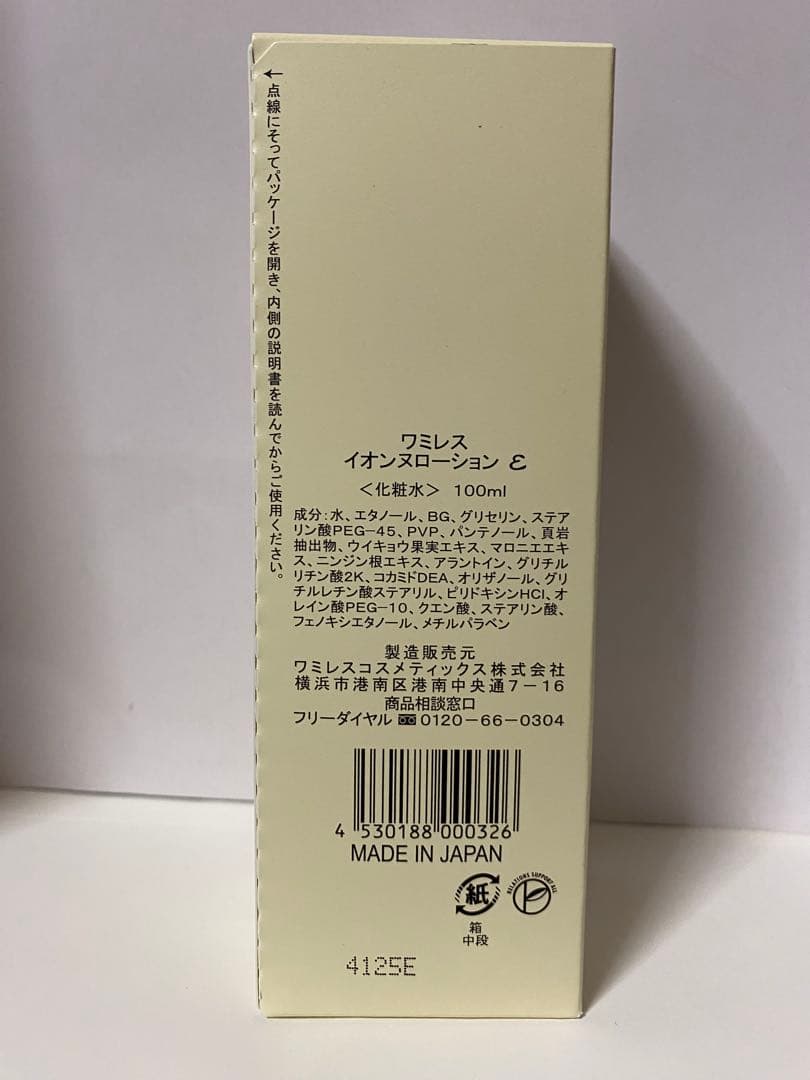 ←点線にそってパッケージを開き、内側の説明書を読んでからご使用ください。
ワミレス
イオンヌローション ε
＜化粧水＞ 100ml
成分：水、エタノール、BG、グリセリン、ステア
リン酸PEG−45、PVP、パンテノール、頁岩
抽出物、ウイキョウ果実エキス、マロニエエキ
ス、ニンジン根エキス、アラントイン、グリチル
リチン酸2K、コカミドDEA、オリザノール、グリ
チルレチン酸ステアリル、ピリドキシンHCl、オ
レイン酸PEG−10、クエン酸、ステアリン酸、
フェノキシエタノール、メチルパラベン
製造販売元
ワミレスコスメティックス株式会社
横浜市港南区港南中央通7−16
商品相談窓口
フリーダイヤル 0120−66−0304
4 530188 000326
MADE IN JAPAN
紙
RELATIONS SUPPORT ALL
箱
中段
4125E